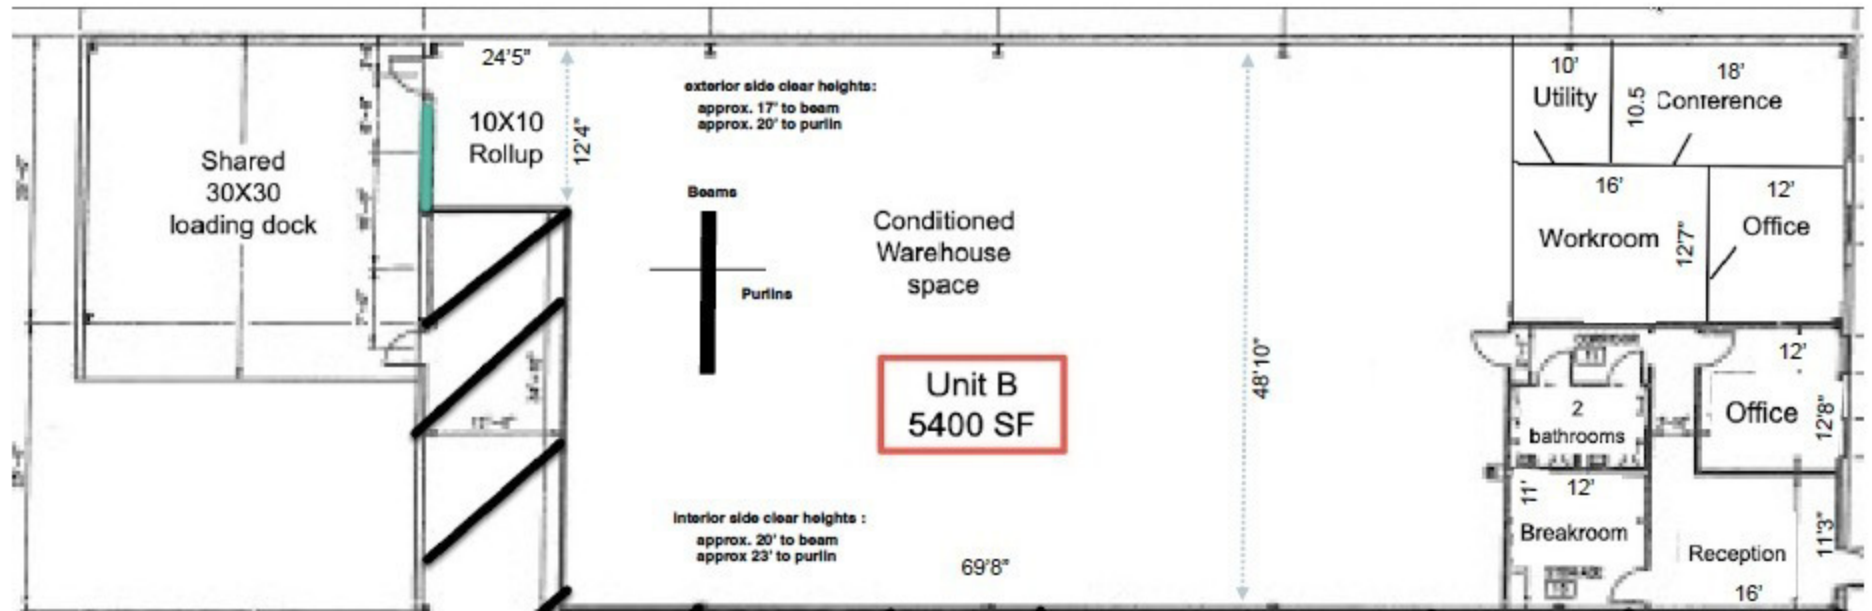 24'5"
10X10
Rollup
12'4"
Shared
30X30
loading dock
exterior side clear heights:
approx. 17' to beam
approx. 20' to purlin
Beams
Purlins
Conditioned
Warehouse
space
Unit B
5400 SF
48'10"
interior side clear heights :
approx. 20' to beam
approx 23' to purlin
69'8"
10'
Utility
10.5
18'
Conference
16'
Workroom
12'7"
12'
Office
12'
Office
12'8"
2
bathrooms
11'
12'
Breakroom
Reception
11'3"
16'